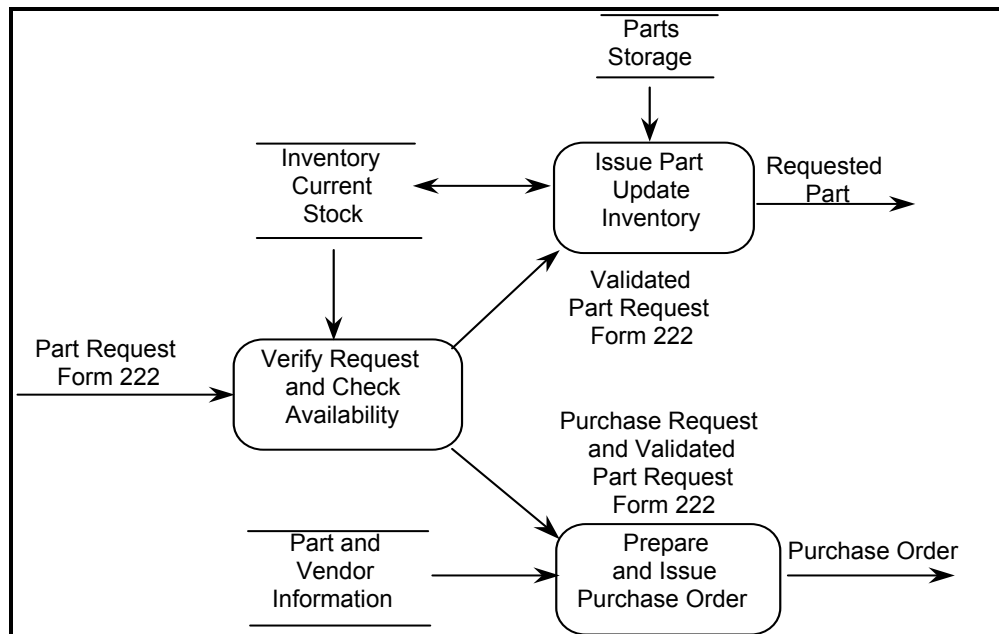 Parts
Storage
Inventory
Current
Stock
Issue Part
Update
Inventory
Requested
Part
Validated
Part Request
Form 222
Part Request
Form 222
Verify Request
and Check
Availability
Purchase Request
and Validated
Part Request
Form 222
Part and
Vendor
Information
Prepare
and Issue
Purchase Order
Purchase Order